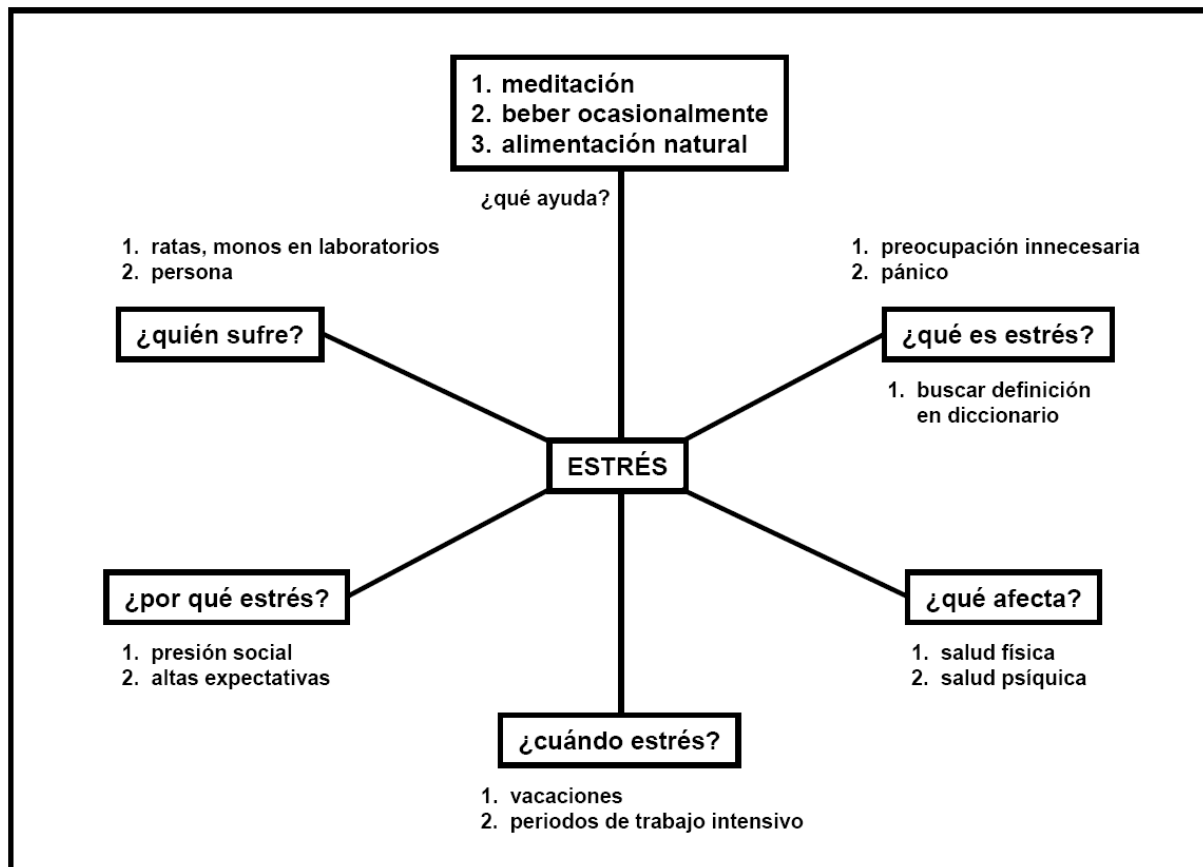 1. meditación
2. beber ocasionalmente
3. alimentación natural
¿qué ayuda?
1. ratas, monos en laboratorios
2. persona
¿quién sufre?
1. preocupación innecesaria
2. pánico
¿qué es estrés?
1. buscar definición
en diccionario
ESTRÉS
¿por qué estrés?
1. presión social
2. altas expectativas
¿qué afecta?
1. salud física
2. salud psíquica
¿cuándo estrés?
1. vacaciones
2. periodos de trabajo intensivo